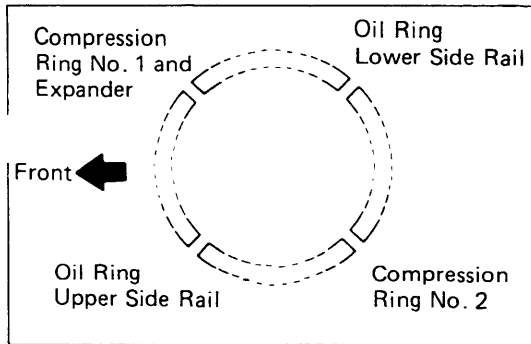 Compression
Ring No. 1 and
Expander
Oil Ring
Lower Side Rail
Front
Oil Ring
Upper Side Rail
Compression
Ring No. 2